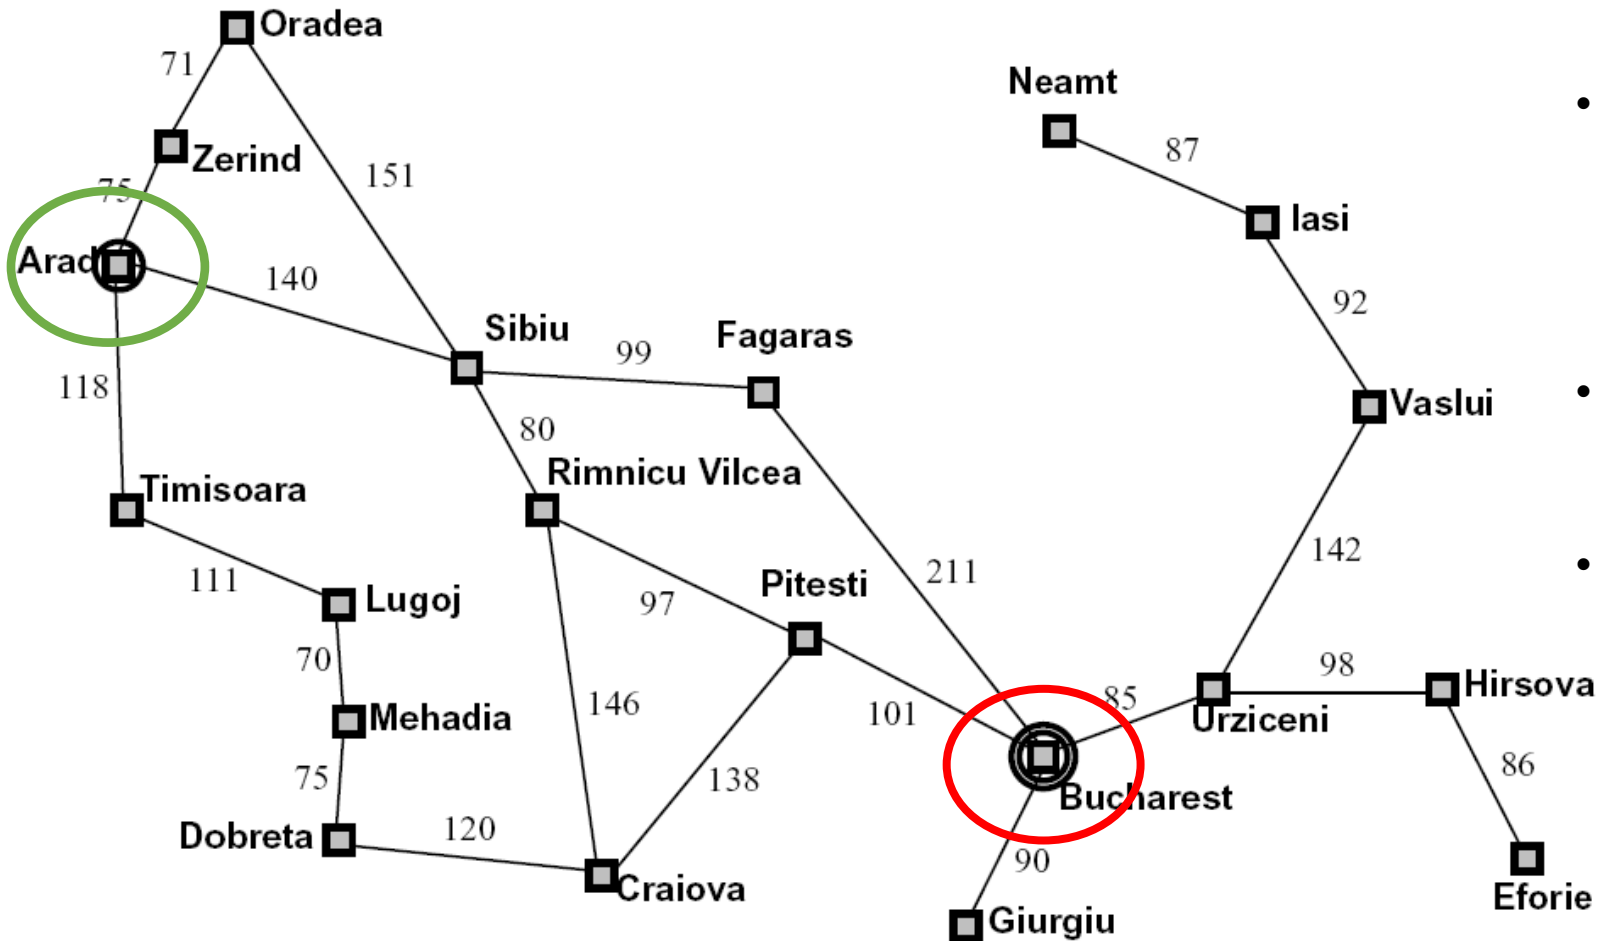 Oradea
71
Neamt
•
87
Zerind
151
75
Iasi
Arad
140
92
Sibiu
Fagaras
99
118
•
Vaslui
80
Rimnicu Vilcea
Timisoara
142
•
111
211
Pitesti
Lugoj
97
70
98
Hirsova
146
85
101
Mehadia
Urziceni
86
75
138
Bucharest
Dobreta
120
90
Craiova
Eforie
Giurgiu